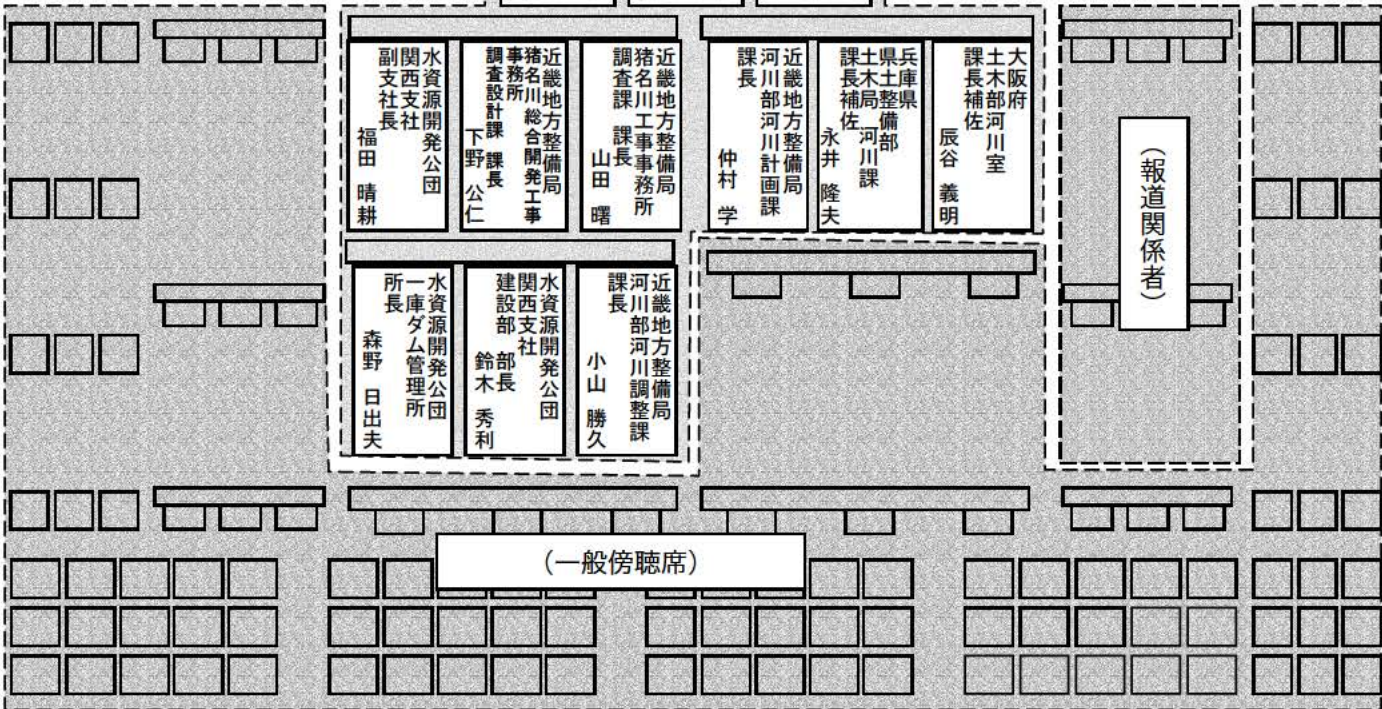 水資源開発公団
関西支社
副支社長
福田 晴耕
近畿地方整備局
猪名川総合開発工事
事務所
調査設計課 課長
下野 公仁
近畿地方整備局
猪名川工事事務所
調査課 課長
山田 曙
近畿地方整備局
河川部河川計画課
課長
仲村 学
兵庫県
県土整備部
土木局 河川課
課長補佐
永井 隆夫
大阪府
土木部河川室
課長補佐
辰谷 義明
(報道関係者)
水資源開発公団
一庫ダム管理所
所長
森野 日出夫
水資源開発公団
関西支社
建設部 部長
鈴木 秀利
近畿地方整備局
河川部河川調整課
課長
小山 勝久
(一般傍聴席)